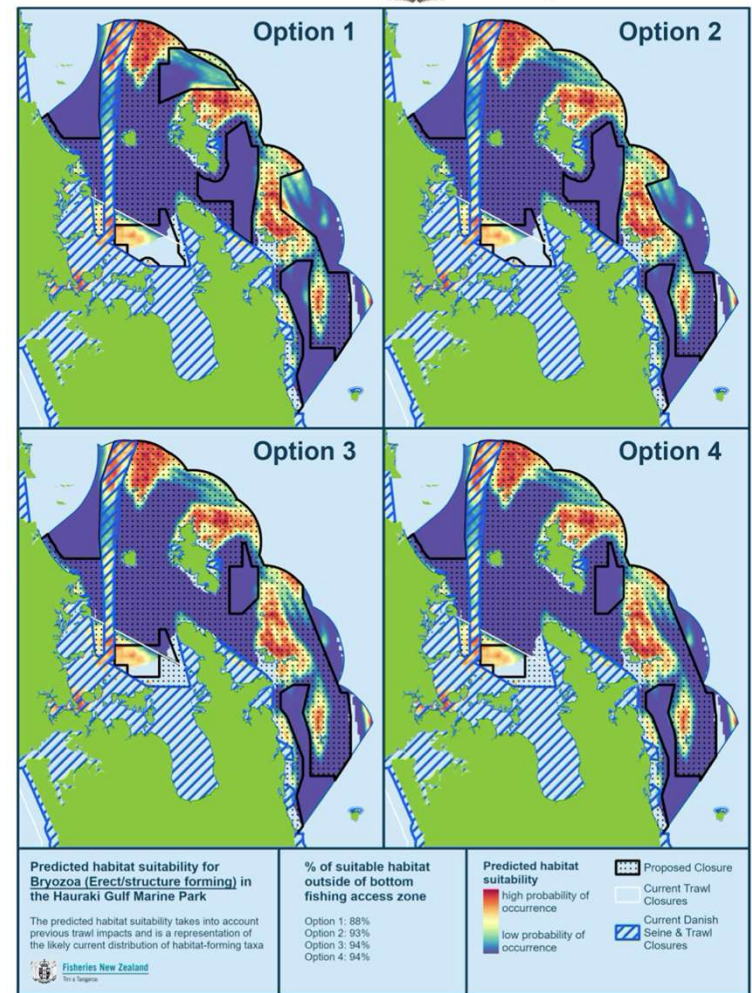 Option 1
Option 2
Option 3
Option 4
Predicted habitat suitability for
Bryozoa (Erect/structure forming) in
the Hauraki Gulf Marine Park
The predicted habitat suitability takes into account
previous trawl impacts and is a representation of
the likely current distribution of habitat-forming taxa
Fisheries New Zealand
Tini a Tangaroa
% of suitable habitat
outside of bottom
fishing access zone
Option 1: 88%
Option 2: 93%
Option 3: 94%
Option 4: 94%
Predicted habitat
suitability
high probability of
occurrence
low probability of
occurrence
Proposed Closure
Current Trawl
Closures
Current Danish
Seine & Trawl
Closures